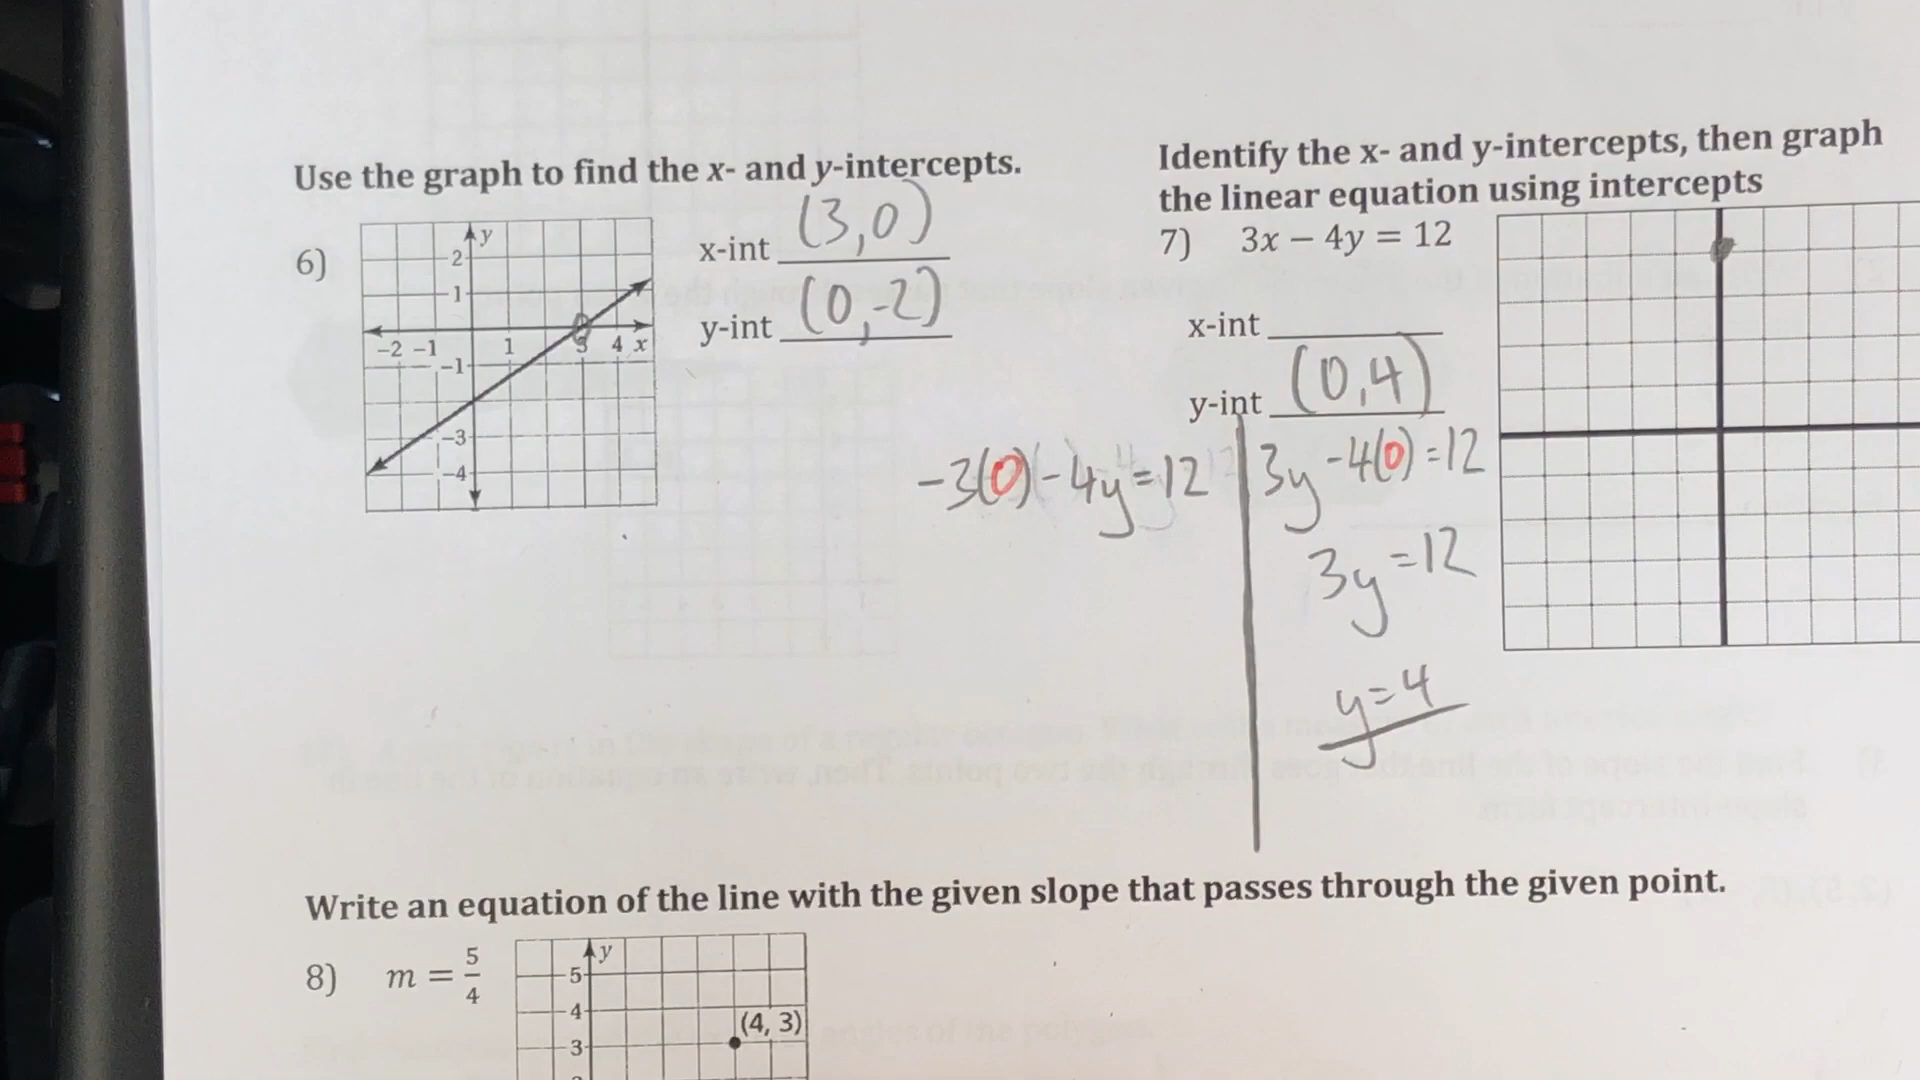 Use the graph to find the x- and y-intercepts.
6)
y
2
1
-2 -1 1 3 4 x
-1
-3
-4
x-int (3,0)
y-int (0,-2)
Identify the x- and y-intercepts, then graph
the linear equation using intercepts
7) 3x – 4y = 12
x-int
y-int (0,4)
-3(0)-4y=12
3y-4(0)=12
3y=12
y=4
Write an equation of the line with the given slope that passes through the given point.
8) m = 5/4
y
5
4
(4, 3)
3